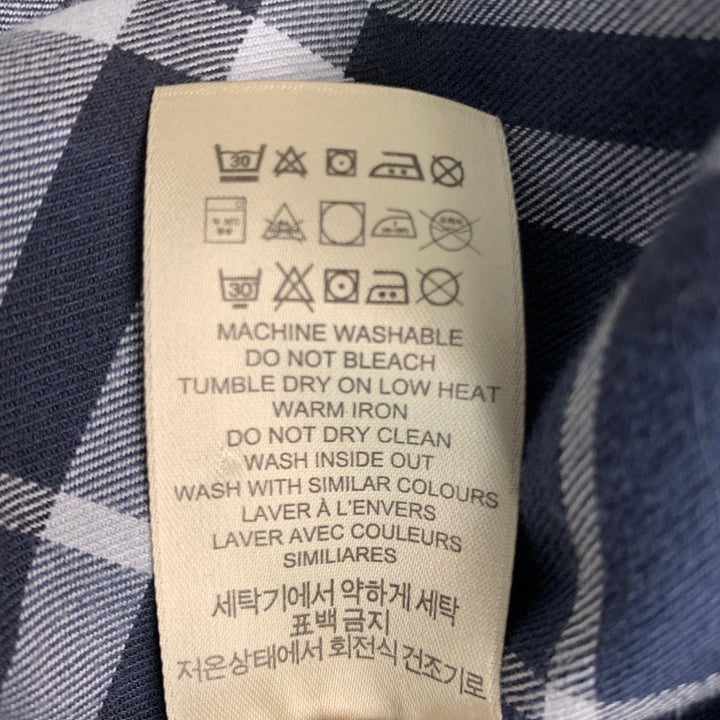 30
30
MACHINE WASHABLE
DO NOT BLEACH
TUMBLE DRY ON LOW HEAT
WARM IRON
DO NOT DRY CLEAN
WASH INSIDE OUT
WASH WITH SIMILAR COLOURS
LAVER À L'ENVERS
LAVER AVEC COULEURS
SIMILIARES
세탁기에서 약하게 세탁
표백 금지
저온 상태에서 회전식 건조기로